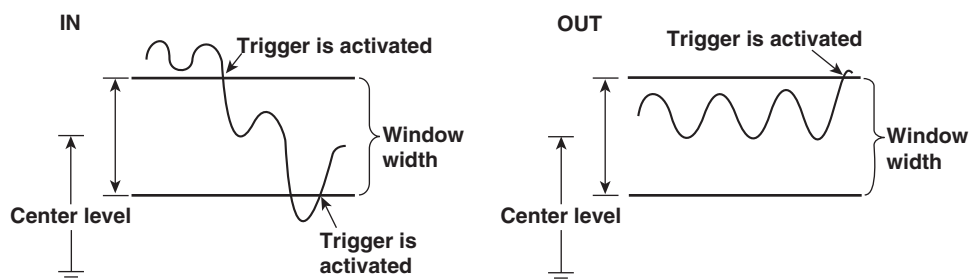 IN
Trigger is activated
Window
width
Center level
Trigger is
activated
OUT
Trigger is activated
Window
width
Center level